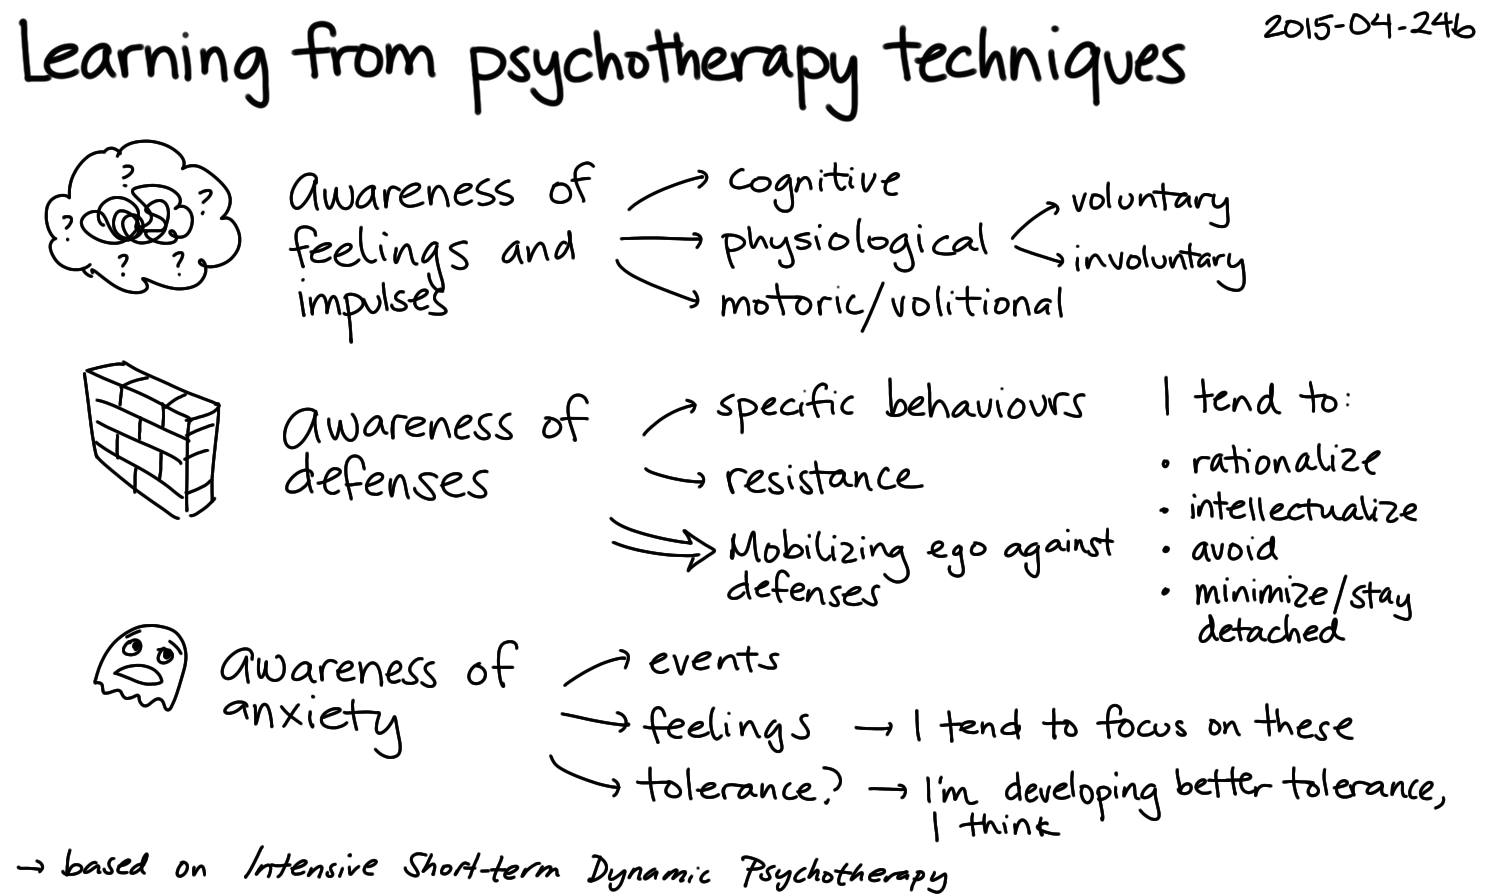 Learning from psychotherapy techniques
2015-04-24b
?
?
?
?
?
awareness of
feelings and
impulses
→ cognitive
→ physiological
→ voluntary
→ involuntary
→ motoric/volitional
awareness of
defenses
→ specific behaviours
→ resistance
⇒ Mobilizing ego against
defenses
I tend to:
• rationalize
• intellectualize
• avoid
• minimize/stay
detached
awareness of
anxiety
→ events
→ feelings → I tend to focus on these
→ tolerance? → I'm developing better tolerance,
I think
→ based on Intensive Short-term Dynamic Psychotherapy